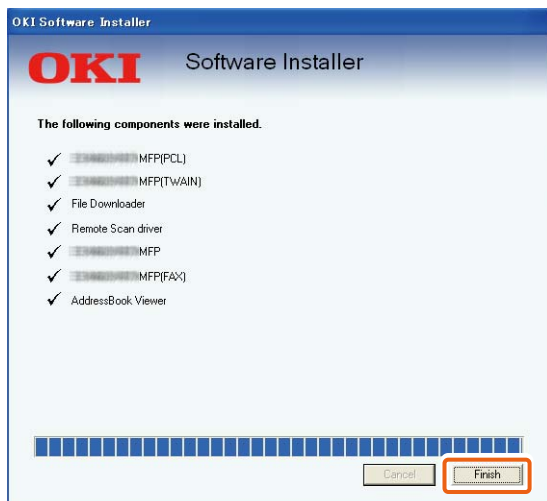 OKI Software Installer
OKI
Software Installer
The following components were installed.
MFP(PCL)
MFP(TWAIN)
File Downloader
Remote Scan driver
MFP
MFP(FAX)
AddressBook Viewer
Cancel
Finish